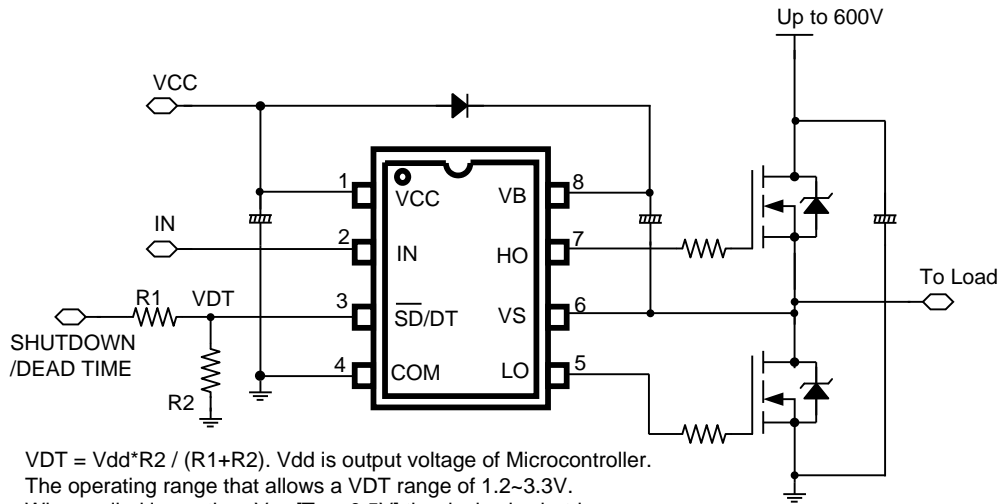 Up to 600V
VCC
1
VCC
VB
8
IN
2
IN
HO
7
To Load
R1
VDT
3
SD/DT
VS
6
SHUTDOWN
/DEAD TIME
4
COM
LO
5
R2
VDT = Vdd*R2 / (R1+R2). Vdd is output voltage of Microcontroller.
The operating range that allows a VDT range of 1.2~3.3V.